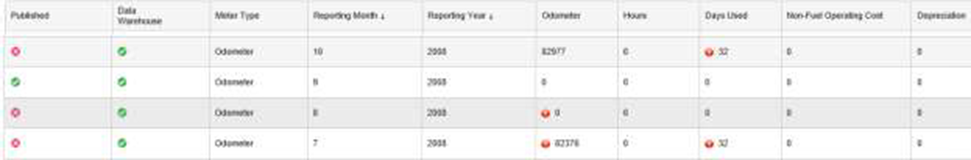 Published Data Warehouse Meter Type Reporting Month ↓ Reporting Year ↓ Odometer Hours Days Used Non-Fuel Operating Cost Depreciation
Odometer 10 2008 82977 0 32 0 0
Odometer 9 2008 0 0 0 0 0
Odometer 8 2008 0 0 0 0 0
Odometer 7 2008 82378 0 32 0 0